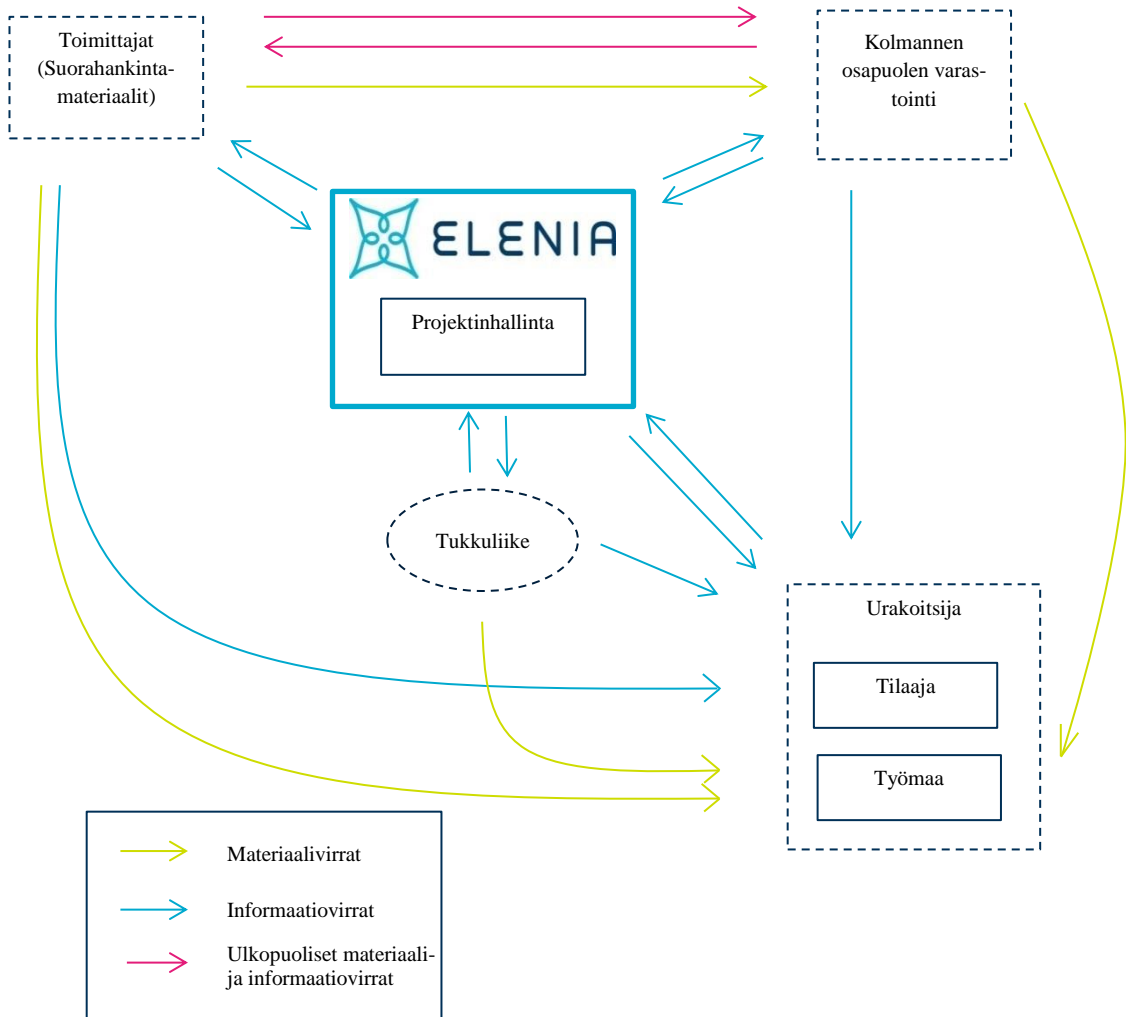 Toimittajat
(Suorahankinta-
materiaalit)
Kolmannen
osapuolen varas-
tointi
ELENIA
Projektinhallinta
Tukkuliike
Urakoitsija
Tilaaja
Työmaa
Materiaalivirrat
Informaatiovirrat
Ulkopuoliset materiaali-
ja informaatiovirrat